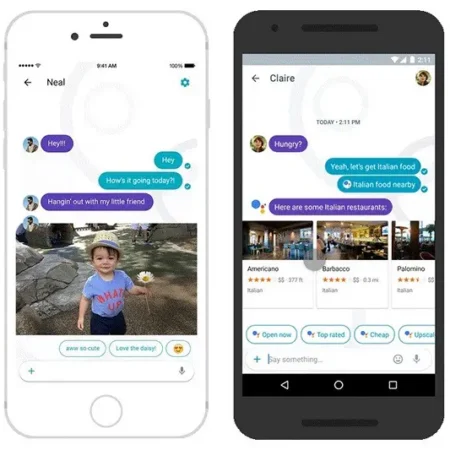 9:41 AM
100%
Neal
Hey!!!
Hey
How's it going today?!
Hangin' out with my little friend
aww so cute
Love the daisy!
2:11
Claire
TODAY • 2:11 PM
Hungry?
Yeah, let's get Italian food
Italian food nearby
Here are some Italian restaurants:
Americano
$$ · 377 ft
Italian
Barbacco
$$ · 0.3 mi
Italian
Palomino
Italian
Open now
Top rated
Cheap
Upscal
Say something...